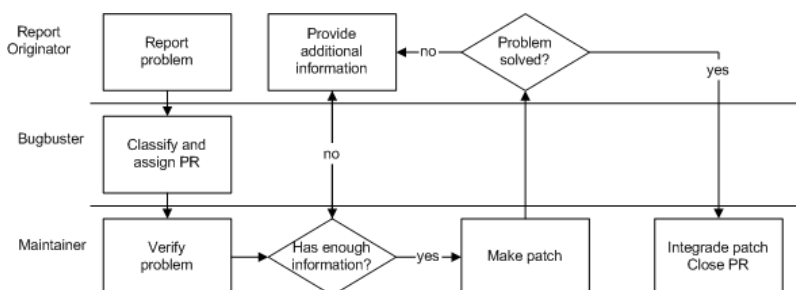 Report
Originator
Report
problem
Provide
additional
information
no
Problem
solved?
yes
Bugbuster
Classify and
assign PR
no
Maintainer
Verify
problem
Has enough
information?
yes
Make patch
Integrade patch
Close PR